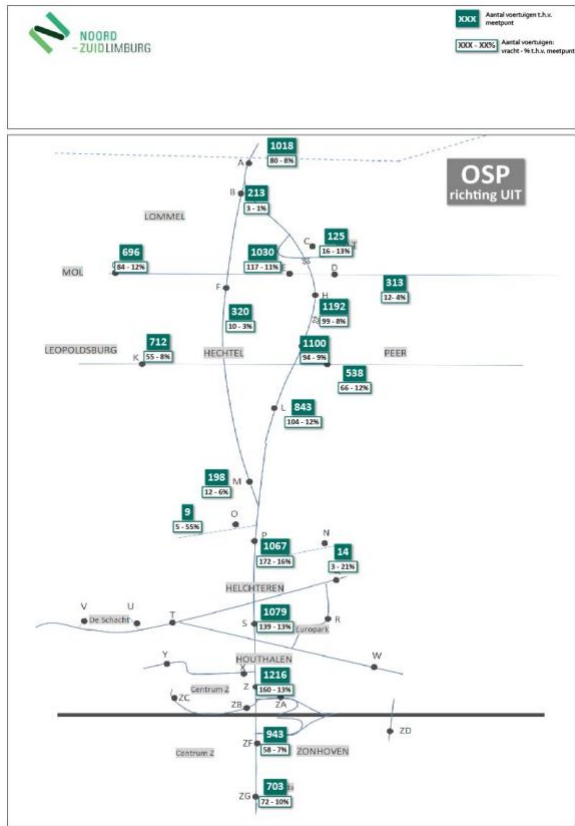 NOORD
-ZUIDLIMBURG
XXX
Aantal voertuigen t.h.v.
meetpunt
XXX - XX%
Aantal voertuigen:
vracht - % t.h.v. meetpunt
OSP
richting UIT
1018
80 - 8%
A
B
213
3 - 1%
LOMMEL
125
16 - 13%
C
696
84 - 12%
1030
117 - 11%
MOL
D
313
12- 4%
F
H
1192
99 - 8%
320
10 - 3%
712
55 - 8%
1100
94 - 9%
LEOPOLDSBURG
K
HECHTEL
PEER
538
66 - 12%
L
843
104 - 12%
198
12 - 6%
M
9
5 - 55%
O
P
N
1067
172 - 16%
14
3 - 21%
HELCHTEREN
V
U
De Schacht
T
1079
139 - 13%
S
R
Europark
HOUTHALEN
Y
X
W
1216
160 - 13%
Centrum Z
Z
ZC
ZB
ZA
943
58 - 7%
ZD
ZF
Centrum Z
ZONHOVEN
703
72 - 10%
ZG